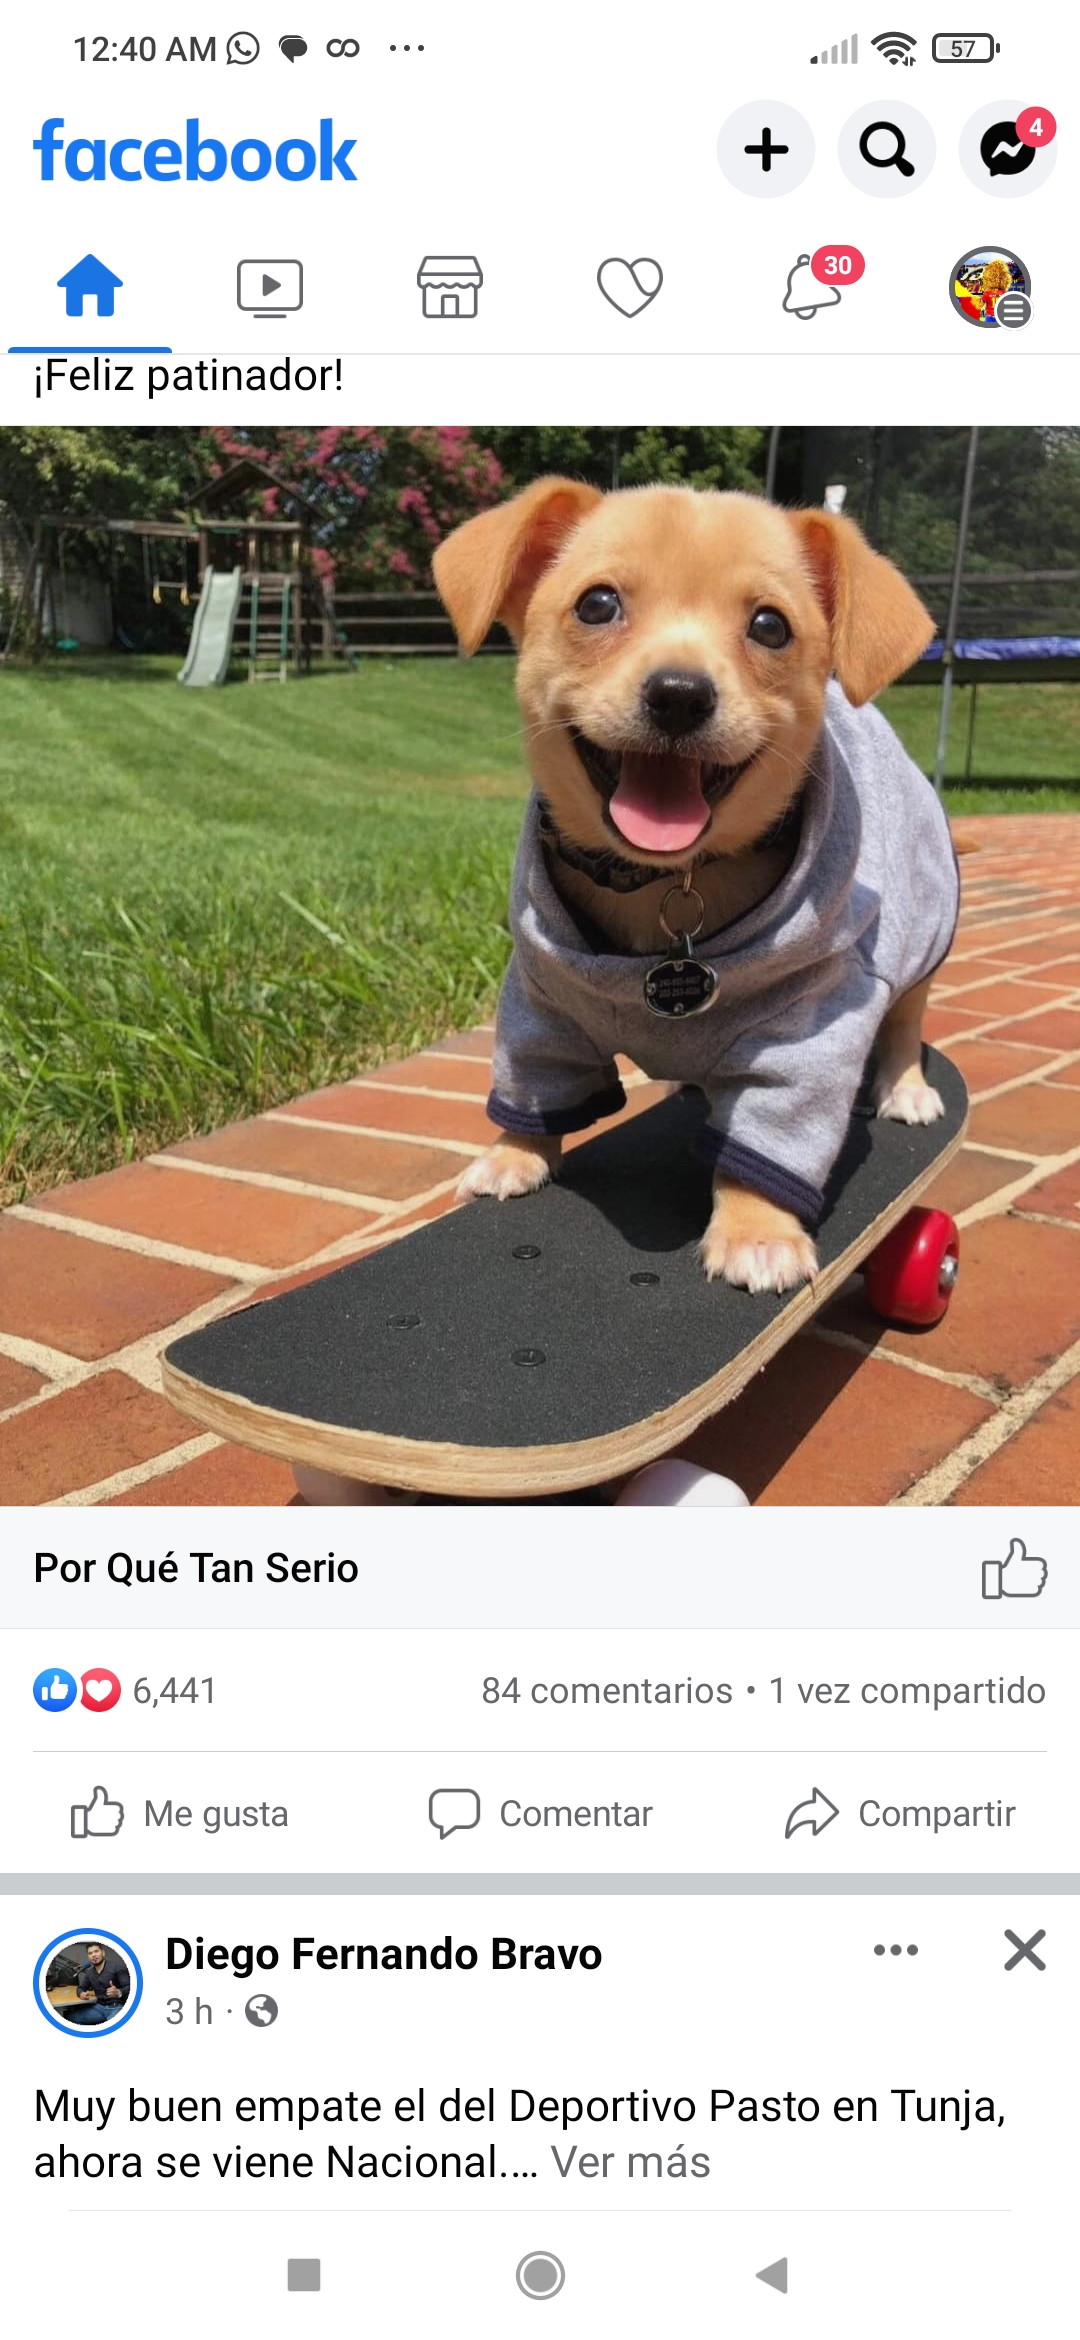 12:40 AM
57
facebook
4
30
¡Feliz patinador!
Por Qué Tan Serio
6,441
84 comentarios • 1 vez compartido
Me gusta
Comentar
Compartir
Diego Fernando Bravo
3 h ·
Muy buen empate el del Deportivo Pasto en Tunja,
ahora se viene Nacional.... Ver más